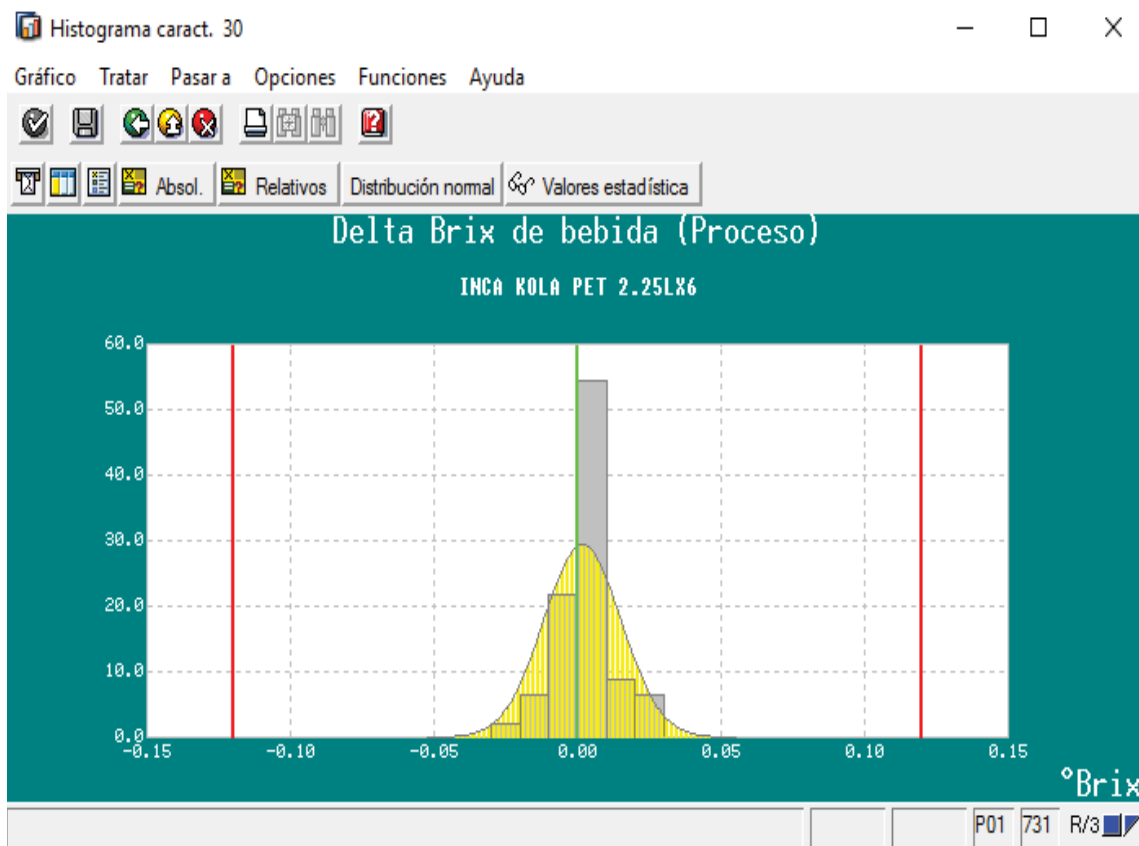 Histograma caract. 30
Gráfico Tratar Pasar a Opciones Funciones Ayuda
Absol. Relativos Distribución normal Valores estadística
Delta Brix de bebida (Proceso)
INCA KOLA PET 2.25LX6
60.0
50.0
40.0
30.0
20.0
10.0
0.0
-0.15 -0.10 -0.05 0.00 0.05 0.10 0.15
°Brix
P01 731 R/3